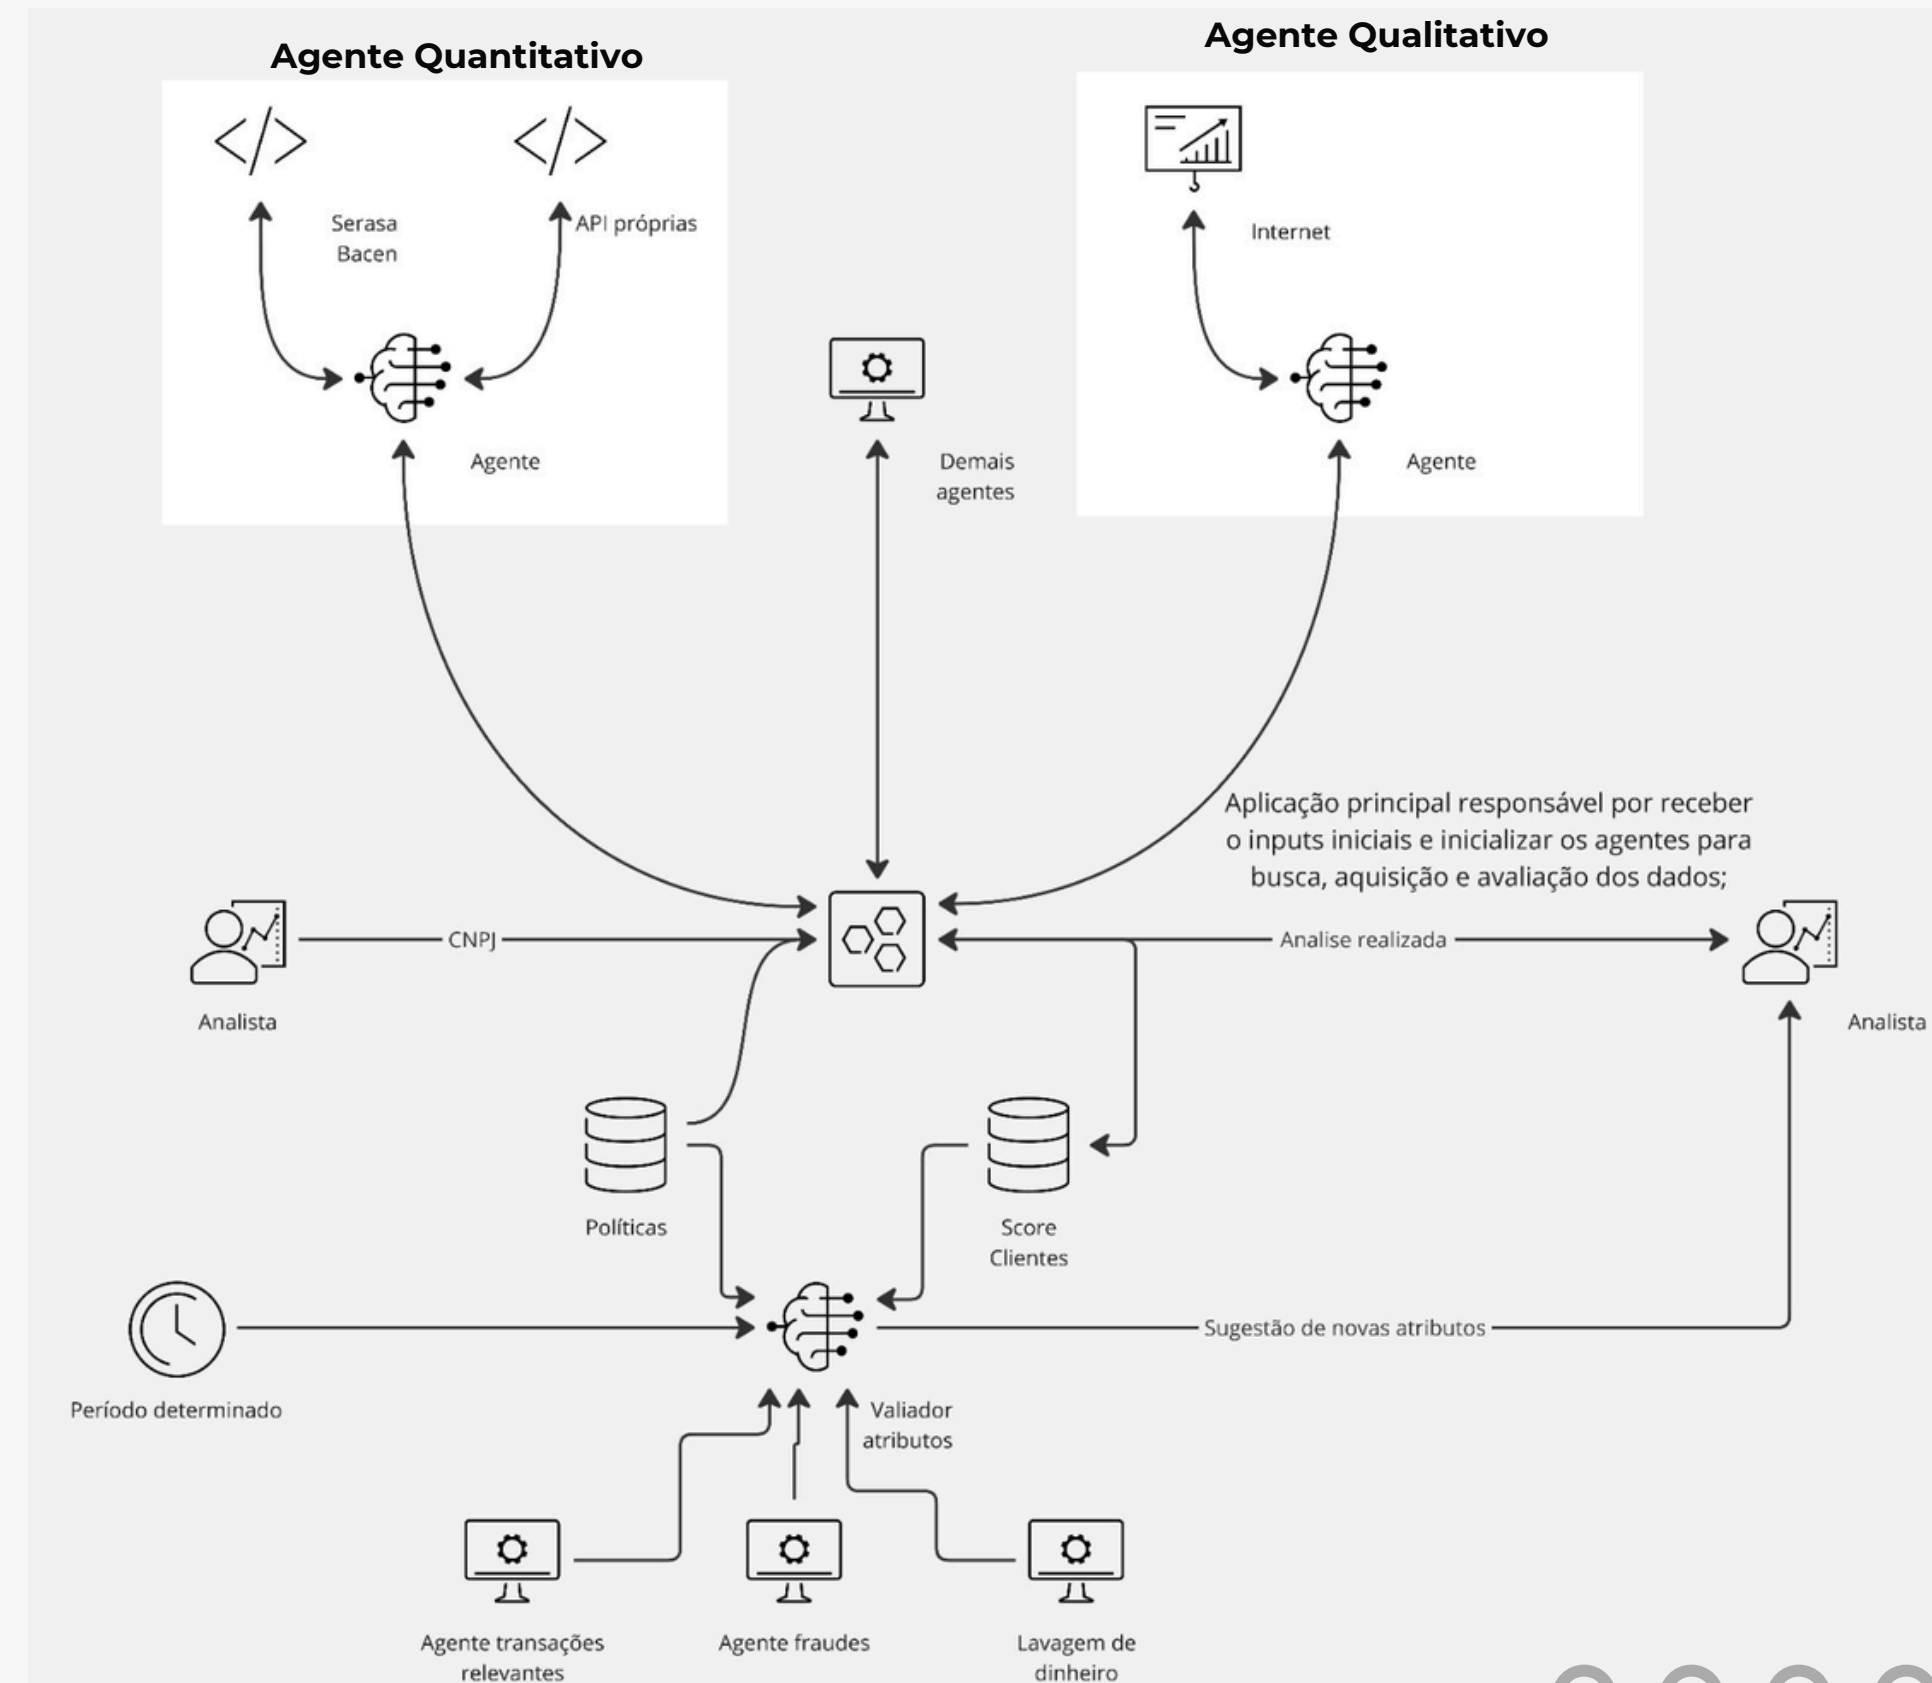 Agente Quantitativo
Agente Qualitativo
Serasa
Bacen
API próprias
Internet
Agente
Demais
agentes
Agente
Aplicação principal responsável por receber
o inputs iniciais e inicializar os agentes para
busca, aquisição e avaliação dos dados;
CNPJ
Analise realizada
Analista
Analista
Políticas
Score
Clientes
Sugestão de novas atributos
Período determinado
Valiador
atributos
Agente transações
relevantes
Agente fraudes
Lavagem de
dinheiro